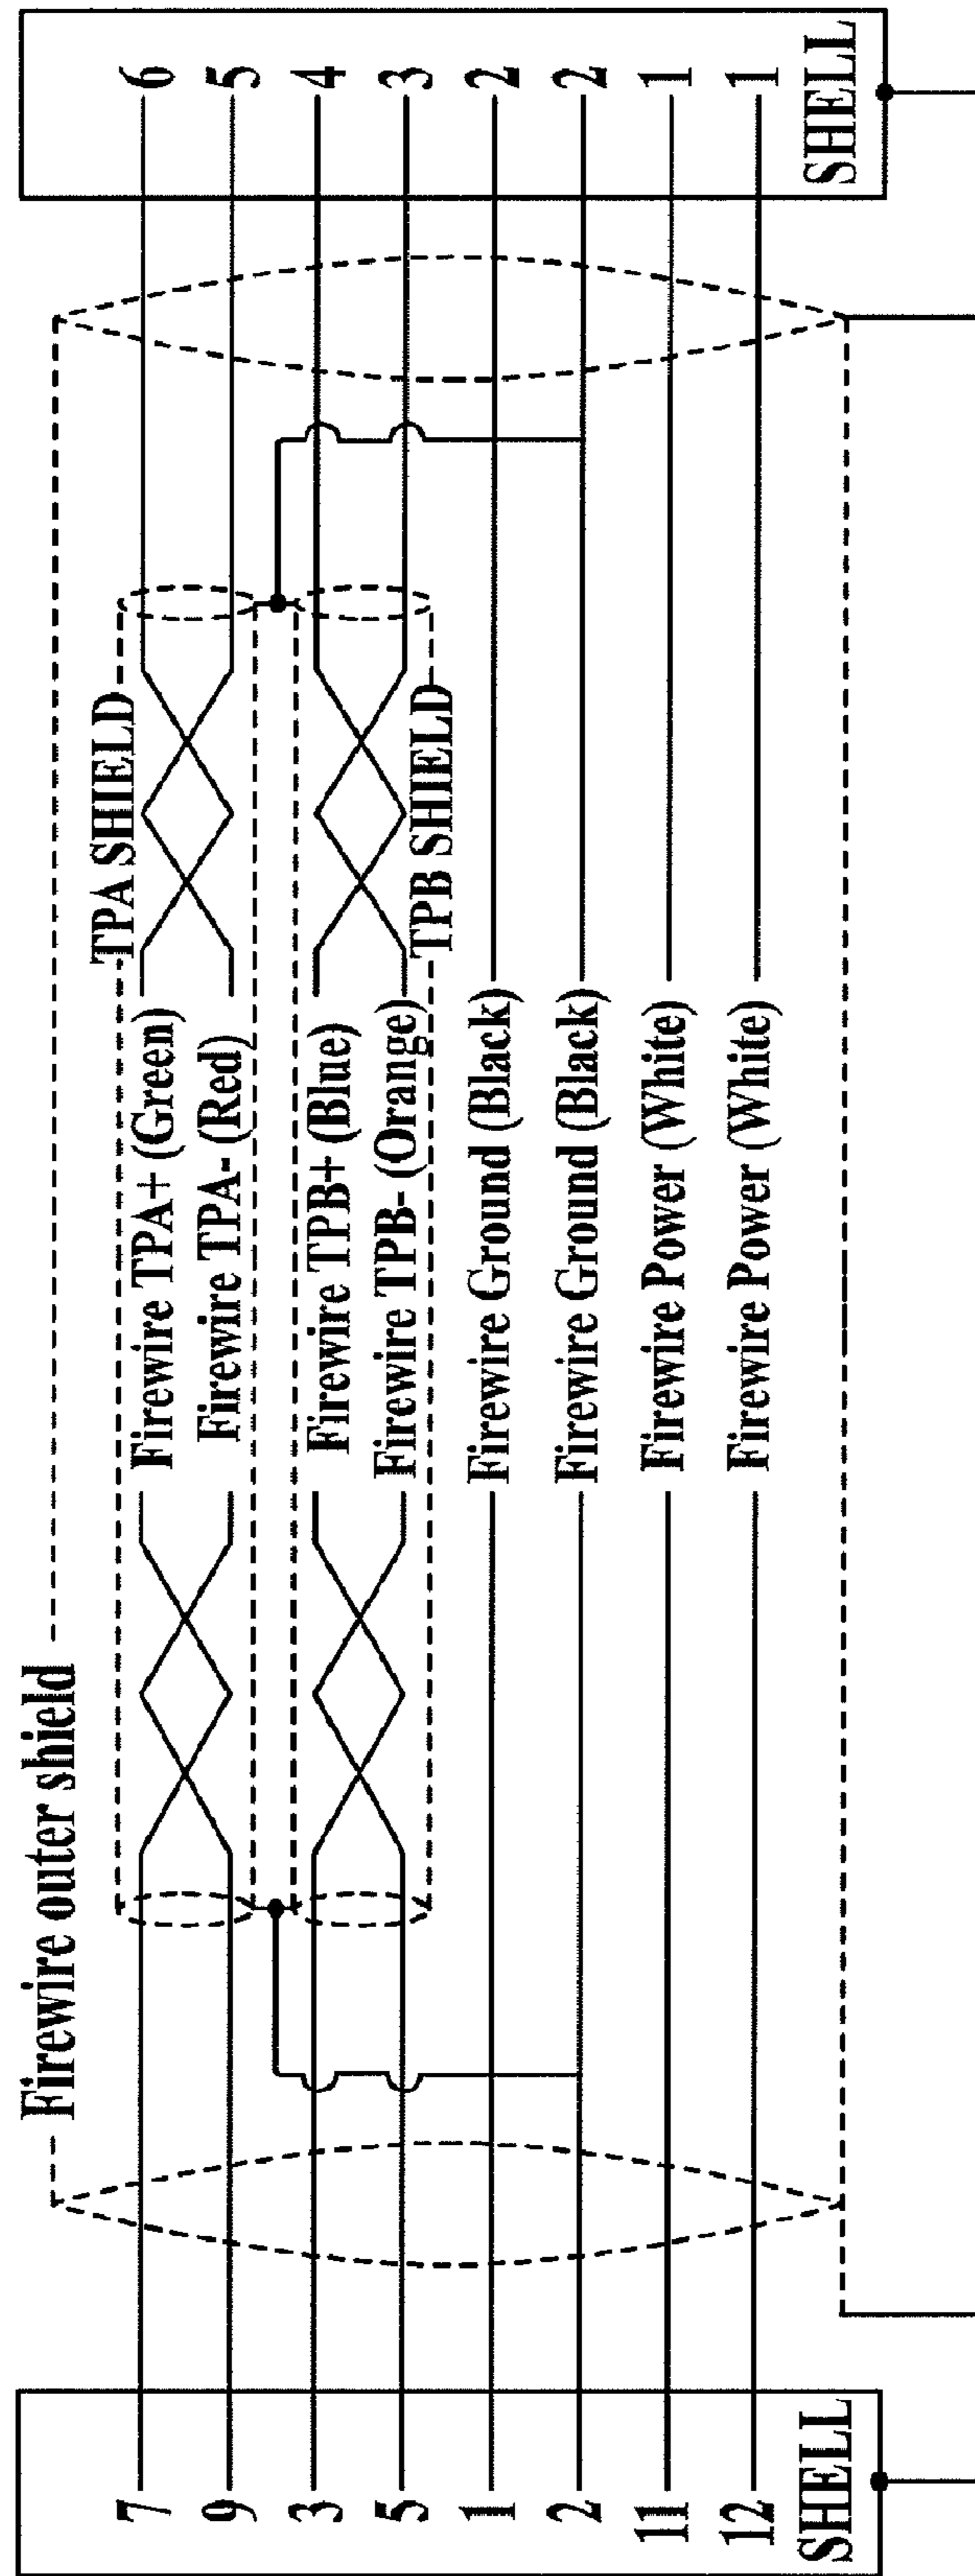 Firewire outer shield
TPA SHIELD
7 Firewire TPA+ (Green) 6
9 Firewire TPA- (Red) 5
3 Firewire TPB+ (Blue) 4
5 Firewire TPB- (Orange) 3
TPB SHIELD
1 Firewire Ground (Black) 2
2 Firewire Ground (Black) 2
11 Firewire Power (White) 1
12 Firewire Power (White) 1
SHELL SHELL